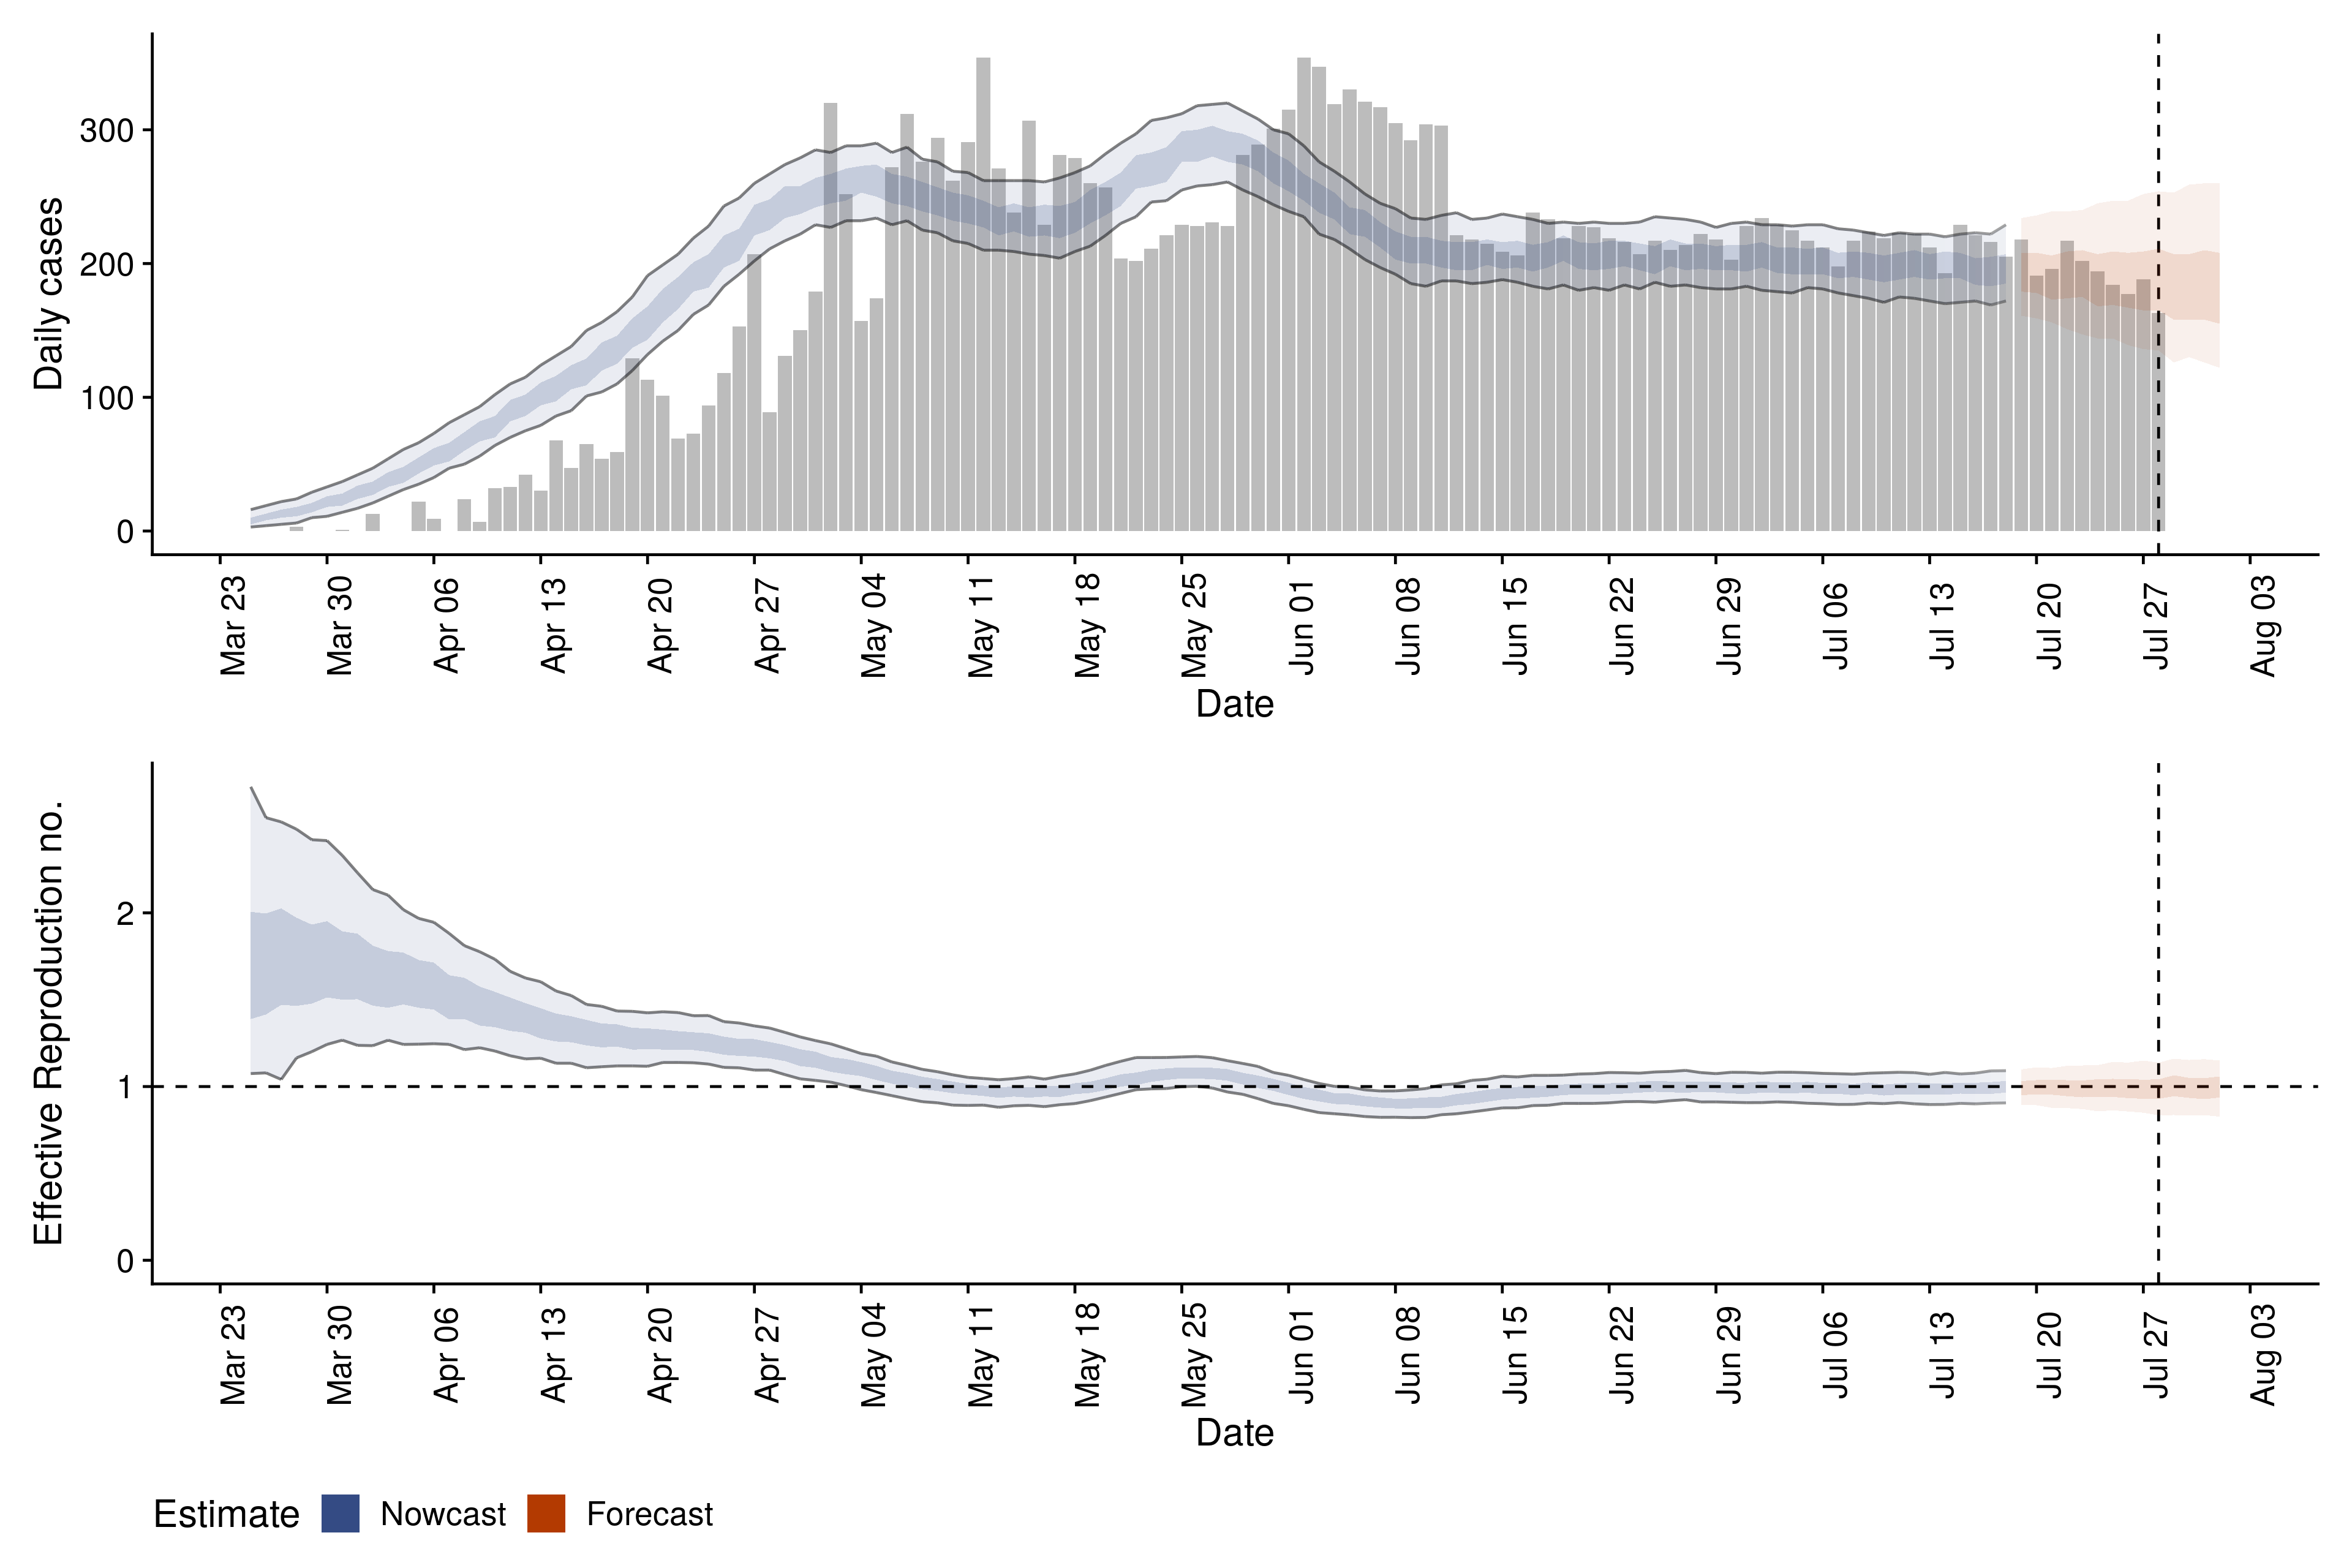 Daily cases
300
200
100
0
Mar 23 Mar 30 Apr 06 Apr 13 Apr 20 Apr 27 May 04 May 11 May 18 May 25 Jun 01 Jun 08 Jun 15 Jun 22 Jun 29 Jul 06 Jul 13 Jul 20 Jul 27 Aug 03
Date
Effective Reproduction no.
2
1
0
Mar 23 Mar 30 Apr 06 Apr 13 Apr 20 Apr 27 May 04 May 11 May 18 May 25 Jun 01 Jun 08 Jun 15 Jun 22 Jun 29 Jul 06 Jul 13 Jul 20 Jul 27 Aug 03
Date
Estimate Nowcast Forecast